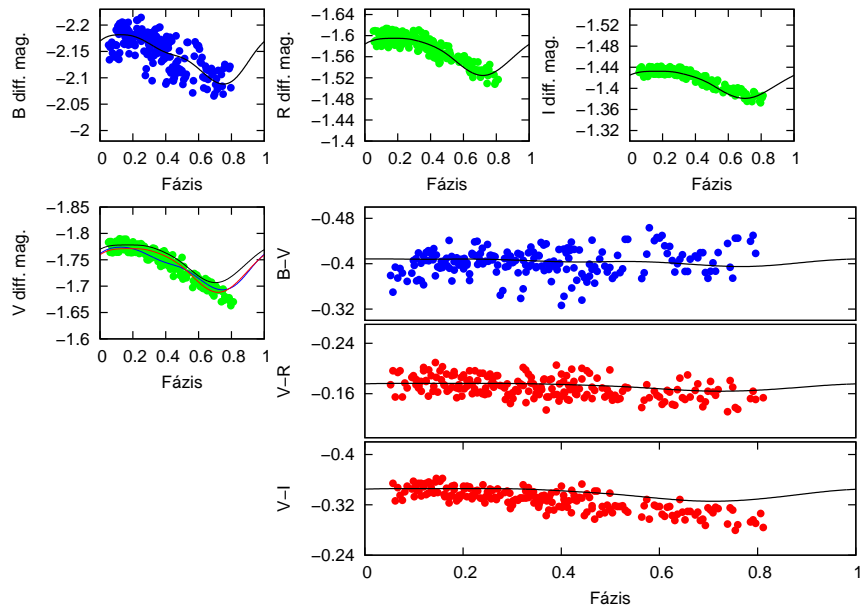 B diff. mag.
−2.2
−2.15
−2.1
−2.05
−2
0 0.2 0.4 0.6 0.8 1
Fázis
R diff. mag.
−1.64
−1.6
−1.56
−1.52
−1.48
−1.44
−1.4
0 0.2 0.4 0.6 0.8 1
Fázis
I diff. mag.
−1.52
−1.48
−1.44
−1.4
−1.36
−1.32
0 0.2 0.4 0.6 0.8 1
Fázis
V diff. mag.
−1.85
−1.8
−1.75
−1.7
−1.65
−1.6
0 0.2 0.4 0.6 0.8 1
Fázis
B−V
−0.48
−0.4
−0.32
V−R
−0.24
−0.16
V−I
−0.4
−0.32
−0.24
0 0.2 0.4 0.6 0.8 1
Fázis